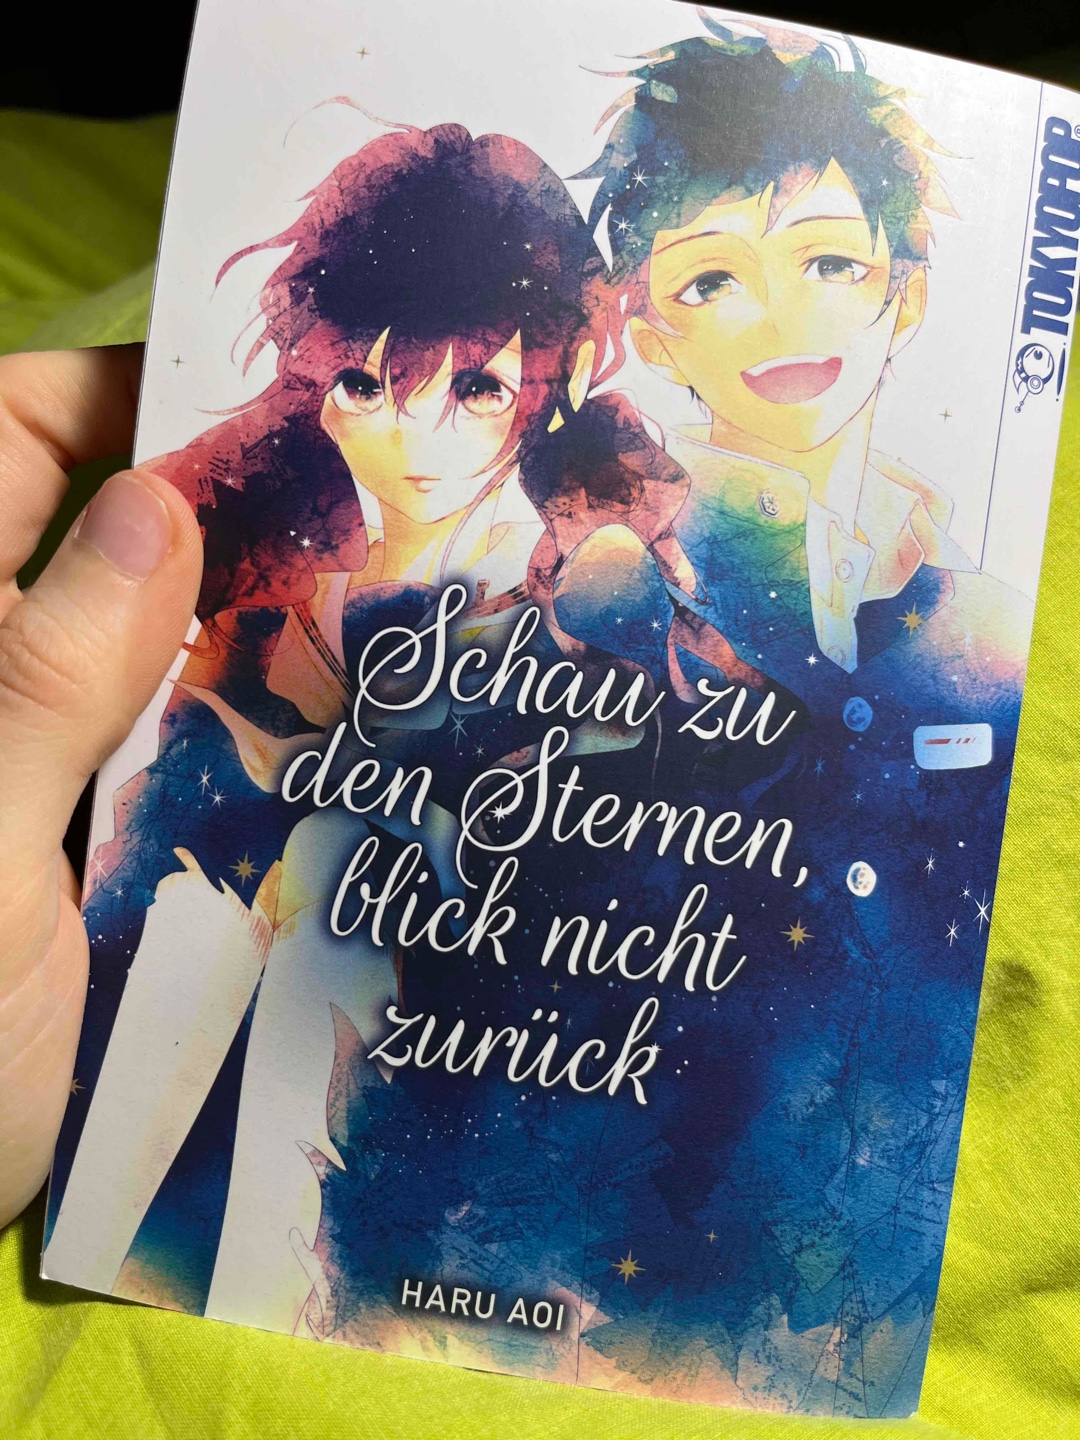 TOKYOPOP®
Schau zu
den Sternen,
blick nicht
zurück
HARU AOI